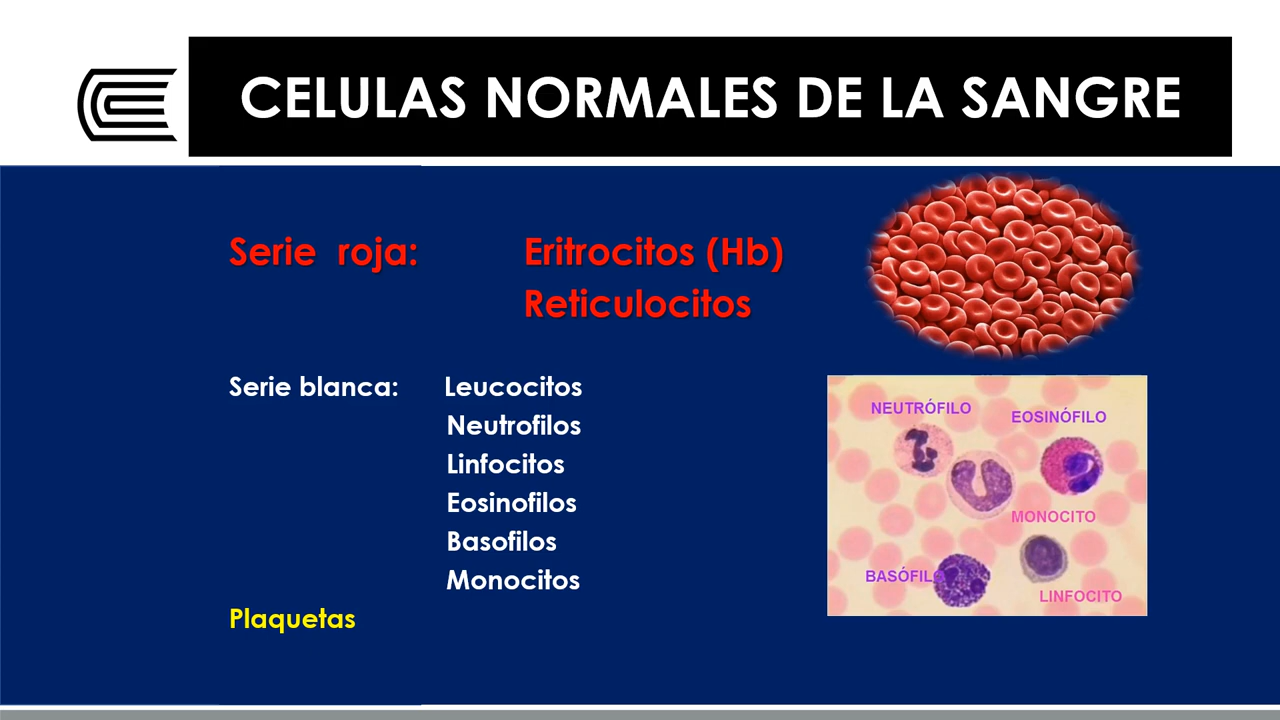 CELULAS NORMALES DE LA SANGRE
Serie roja: Eritrocitos (Hb)
Reticulocitos
Serie blanca: Leucocitos
Neutrofilos
Linfocitos
Eosinofilos
Basofilos
Monocitos
Plaquetas
NEUTRÓFILO
EOSINÓFILO
MONOCITO
BASÓFILO
LINFOCITO